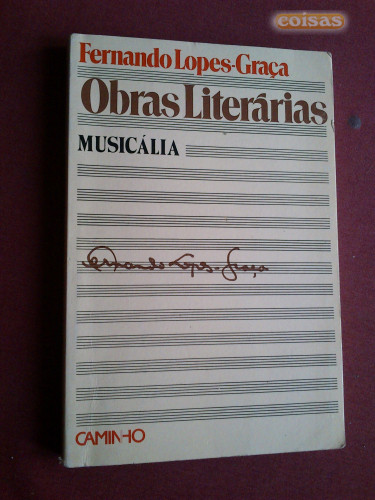 coisas
Fernando Lopes-Graça
Obras Literárias
MUSICÁLIA
Fernando Lopes-Graça
CAMINHO